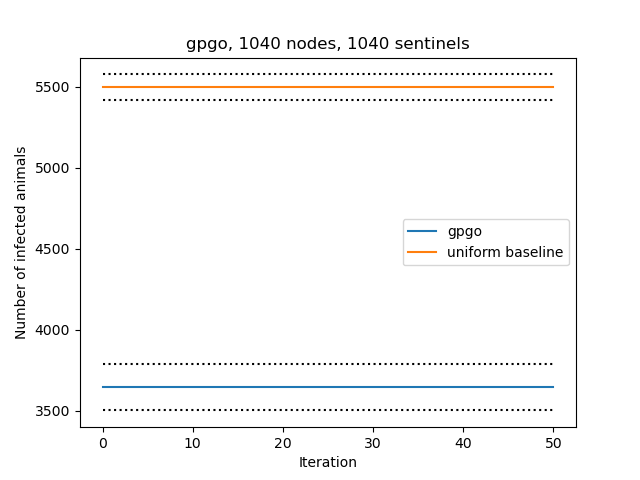 gpgo, 1040 nodes, 1040 sentinels
Number of infected animals
5500
5000
4500
4000
3500
gpgo
uniform baseline
0 10 20 30 40 50
Iteration